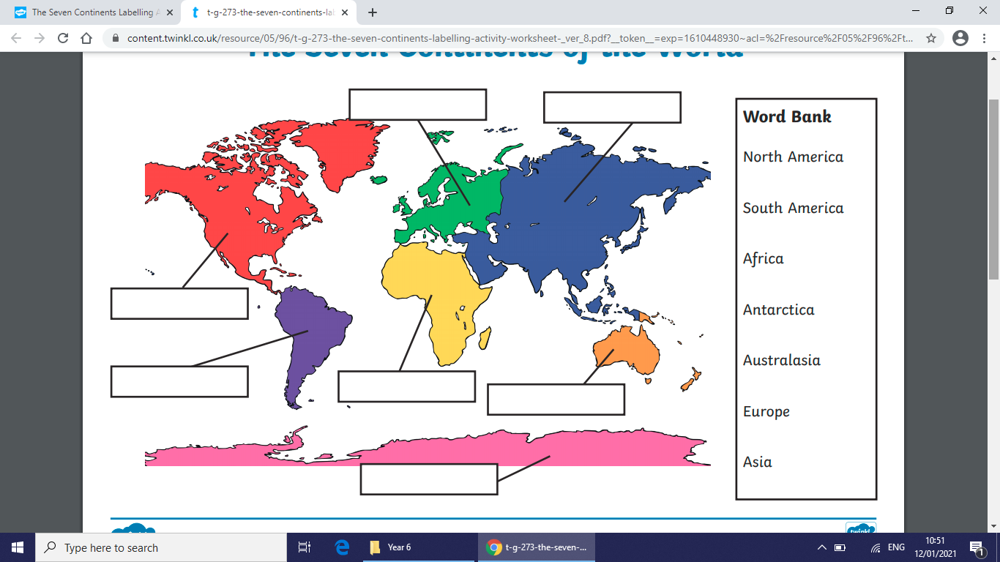 The Seven Continents Labelling A
t-g-273-the-seven-continents-lab
content.twinkl.co.uk/resource/05/96/t-g-273-the-seven-continents-labelling-activity-worksheet-_ver_8.pdf?__token__=exp=1610448930~acl=%2Fresource%2F05%2F96%2Ft...
The Seven Continents of the World
Word Bank
North America
South America
Africa
Antarctica
Australasia
Europe
Asia
twinkl
Type here to search
Year 6
t-g-273-the-seven-...
ENG
10:51
12/01/2021
1